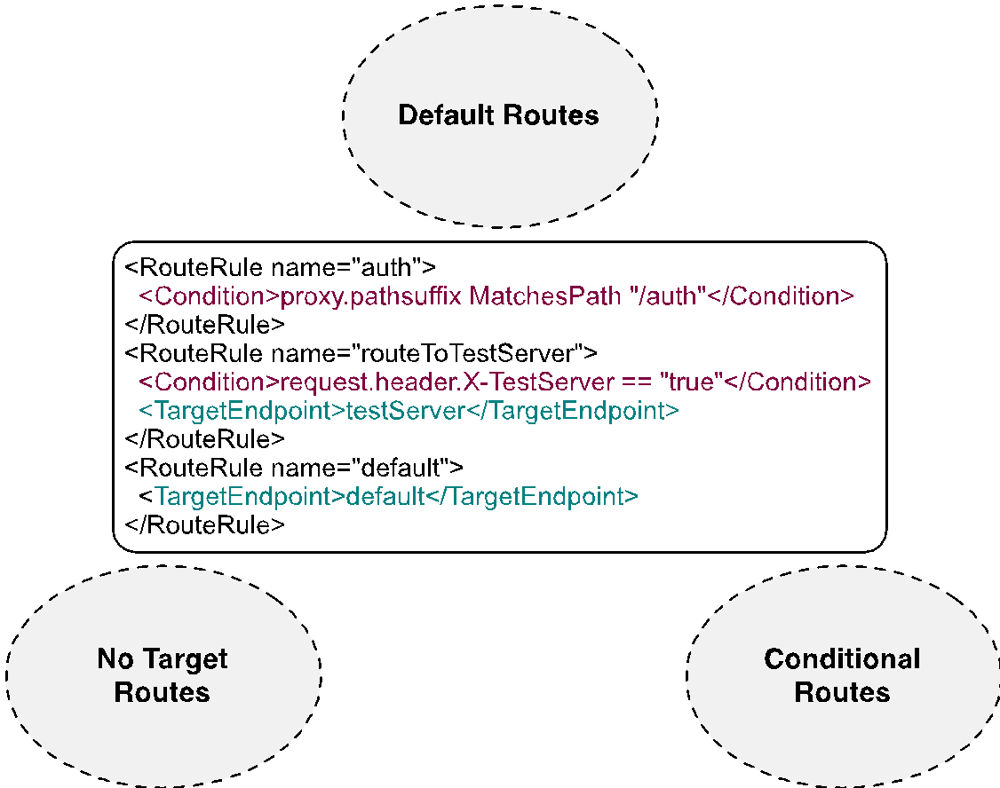 Default Routes
<RouteRule name="auth">
<Condition>proxy.pathsuffix MatchesPath "/auth"</Condition>
</RouteRule>
<RouteRule name="routeToTestServer">
<Condition>request.header.X-TestServer == "true"</Condition>
<TargetEndpoint>testServer</TargetEndpoint>
</RouteRule>
<RouteRule name="default">
<TargetEndpoint>default</TargetEndpoint>
</RouteRule>
No Target
Routes
Conditional
Routes